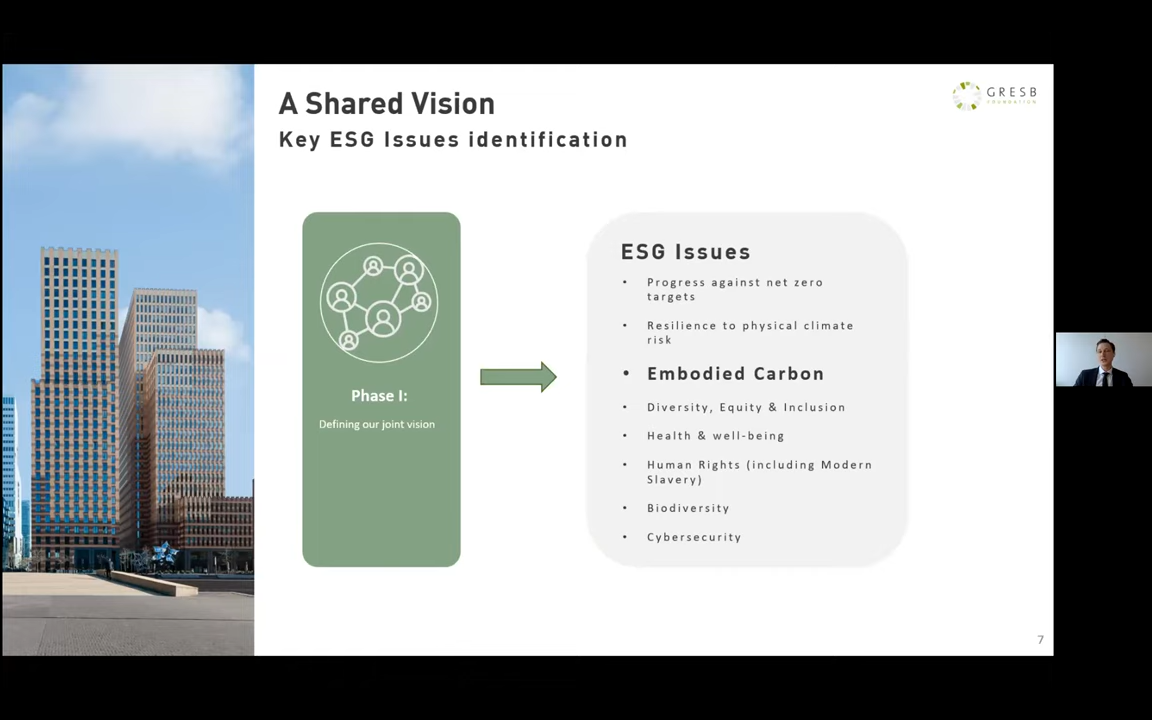 A Shared Vision
Key ESG Issues identification
GRESB
FOUNDATION
Phase I:
Defining our joint vision
ESG Issues
• Progress against net zero
targets
• Resilience to physical climate
risk
• Embodied Carbon
• Diversity, Equity & Inclusion
• Health & well-being
• Human Rights (including Modern
Slavery)
• Biodiversity
• Cybersecurity
7